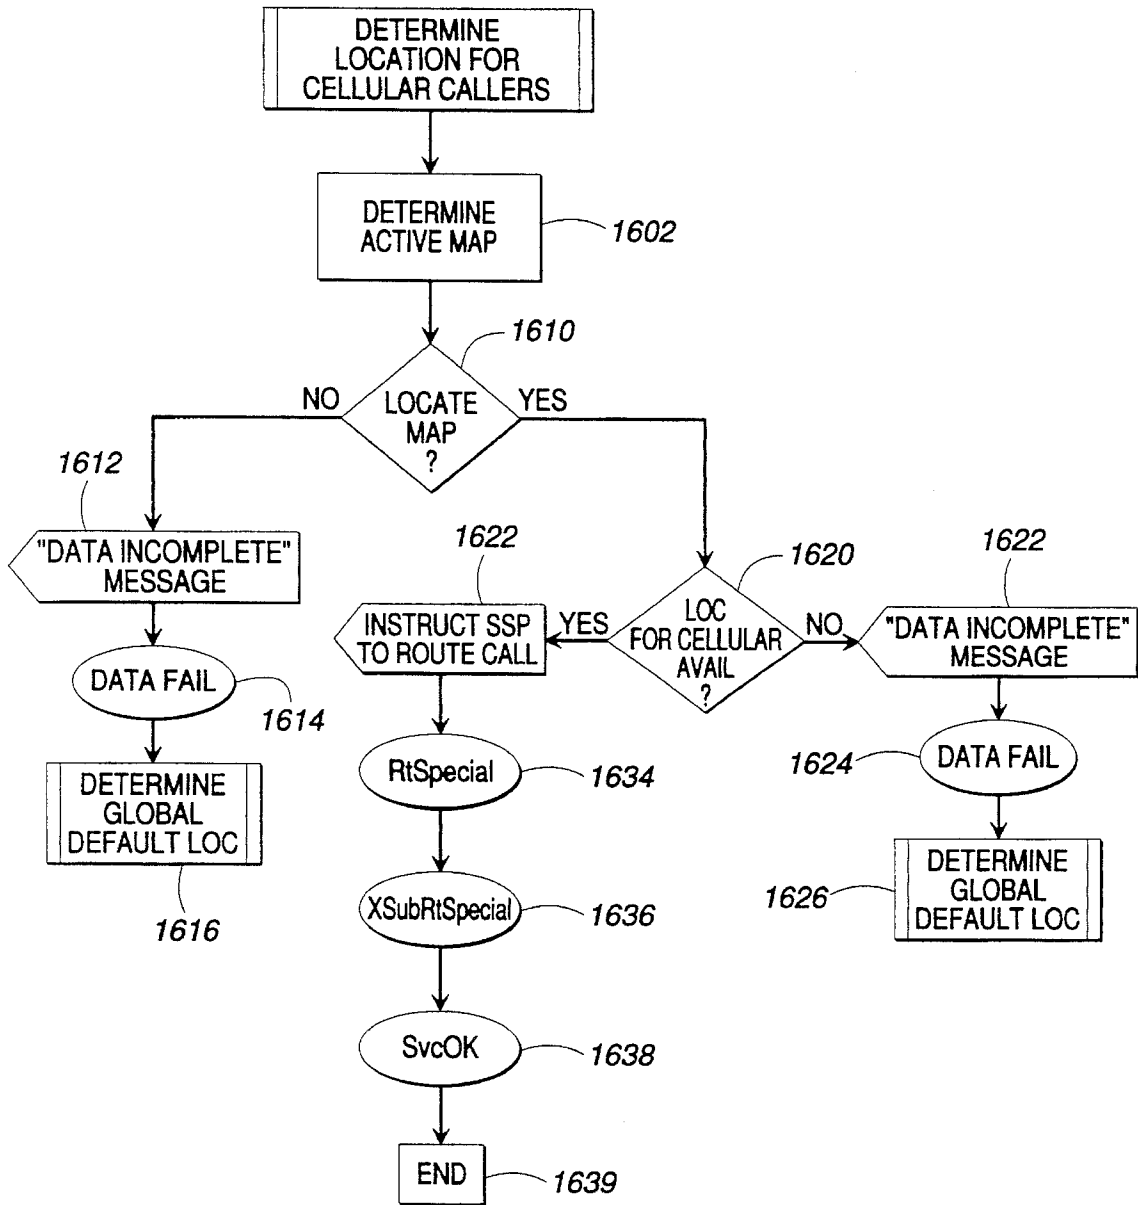 DETERMINE
LOCATION FOR
CELLULAR CALLERS
DETERMINE
ACTIVE MAP
1602
1610
NO
LOCATE
MAP
?
YES
1612
"DATA INCOMPLETE"
MESSAGE
DATA FAIL
1614
DETERMINE
GLOBAL
DEFAULT LOC
1616
1622
INSTRUCT SSP
TO ROUTE CALL
YES
1620
LOC
FOR CELLULAR
AVAIL
?
NO
1622
"DATA INCOMPLETE"
MESSAGE
RtSpecial
1634
XSubRtSpecial
1636
SvcOK
1638
END
1639
1624
DATA FAIL
1626
DETERMINE
GLOBAL
DEFAULT LOC